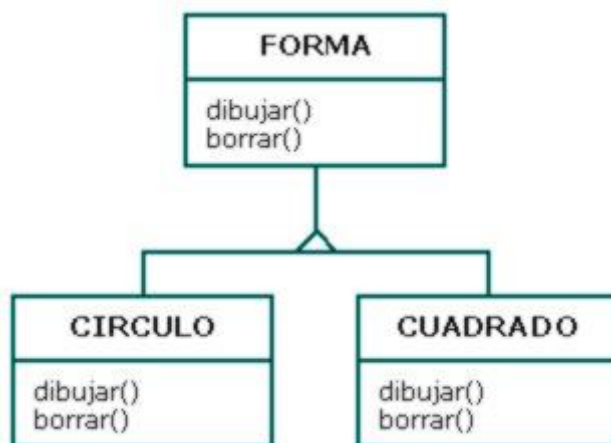 FORMA
dibujar()
borrar()
CIRCULO
dibujar()
borrar()
CUADRADO
dibujar()
borrar()